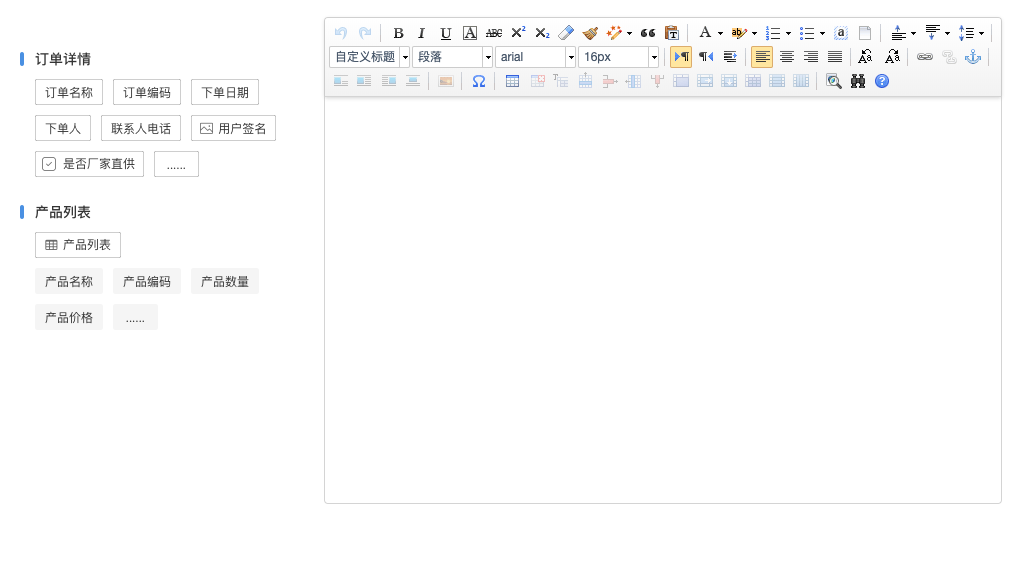 订单详情
订单名称 订单编码 下单日期
下单人 联系人电话 用户签名
是否厂家直供 ......
产品列表
产品列表
产品名称 产品编码 产品数量
产品价格 ......
B I U A ABC X² X₂ A ab a
自定义标题 段落 arial 16px
Ω ?